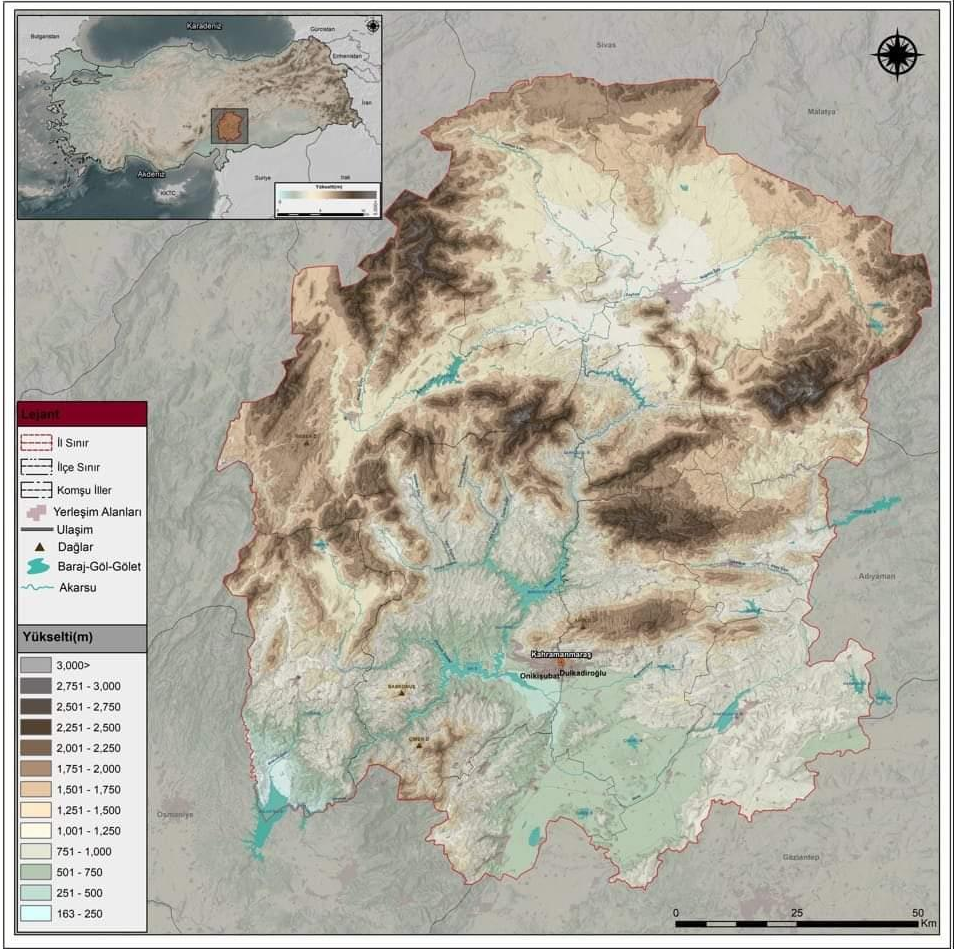 Karadeniz
Bulgaristan
Gürcistan
Ermenistan
İran
Akdeniz
KKTC
Suriye
Irak
Yükselti(m)
Sivas
Malatya
Adıyaman
Gaziantep
Osmaniye
Kahramanmaraş
Onikişubat
Dulkadiroğlu
Lejant
İl Sınır
İlçe Sınır
Komşu İller
Yerleşim Alanları
Ulaşim
Dağlar
Baraj-Göl-Gölet
Akarsu
Yükselti(m)
3,000>
2,751 - 3,000
2,501 - 2,750
2,251 - 2,500
2,001 - 2,250
1,751 - 2,000
1,501 - 1,750
1,251 - 1,500
1,001 - 1,250
751 - 1,000
501 - 750
251 - 500
163 - 250
0 25 50
Km